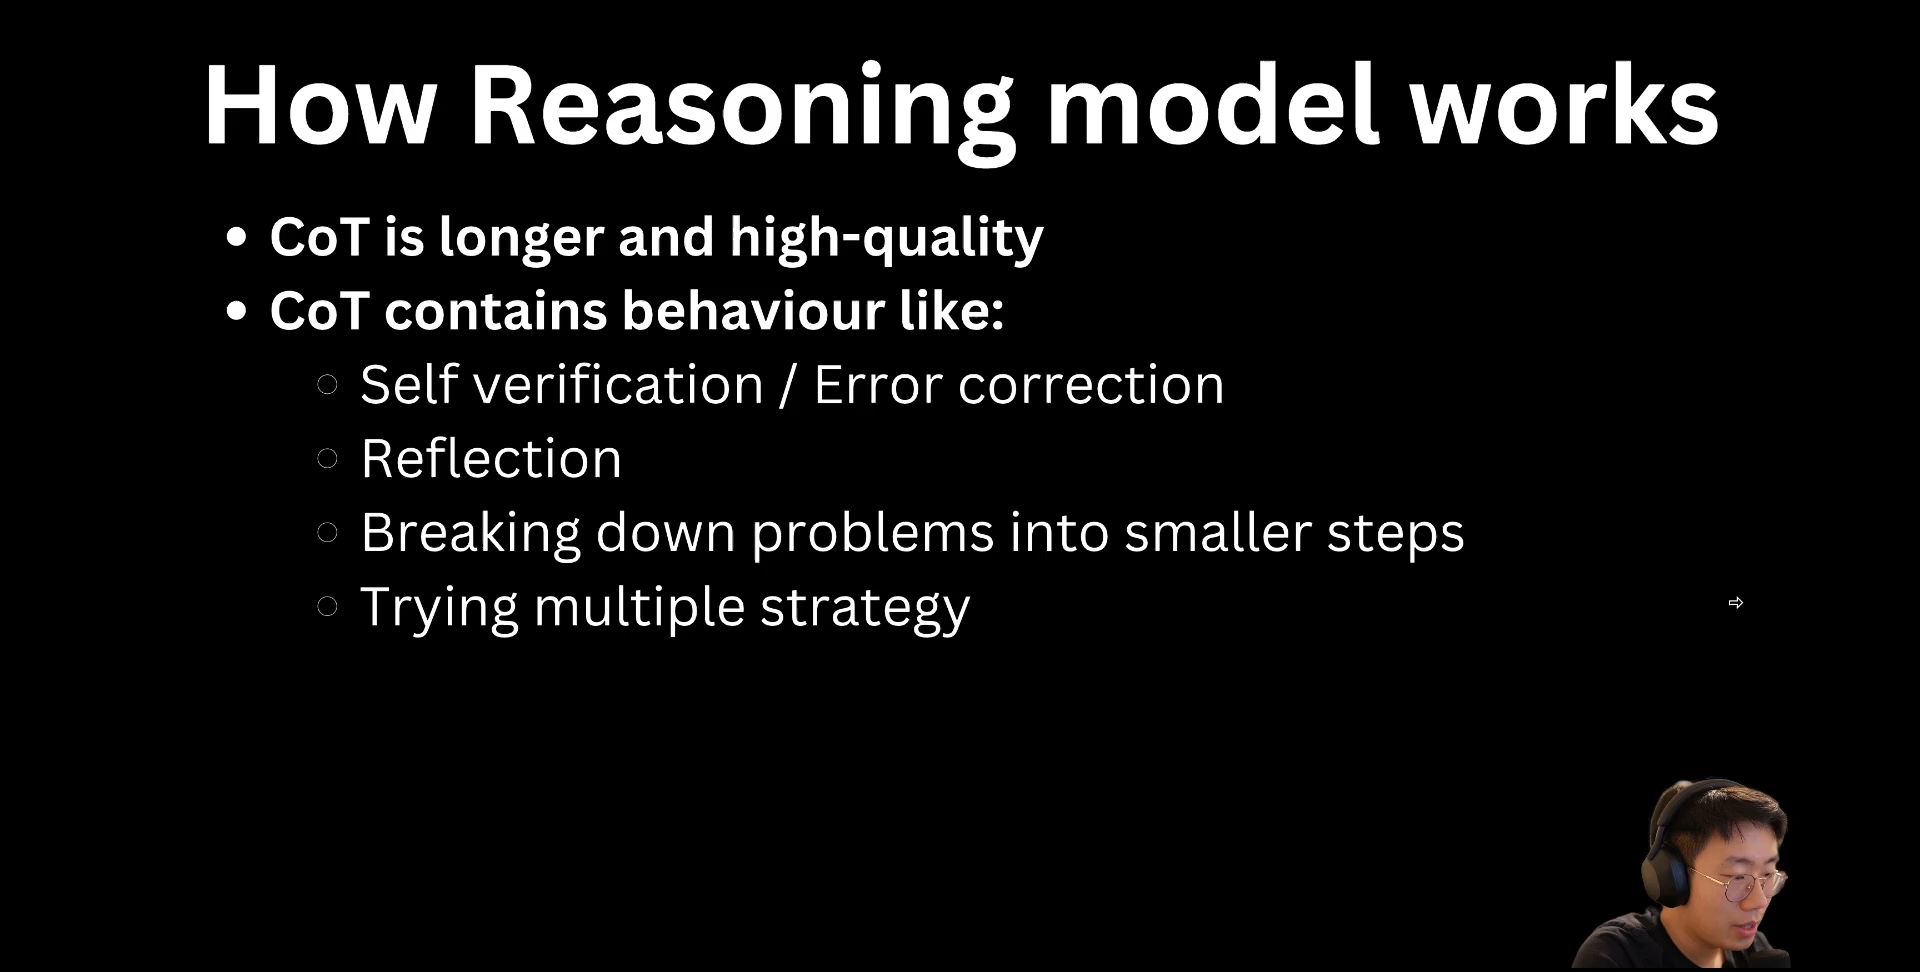 How Reasoning model works
CoT is longer and high-quality
CoT contains behaviour like:
Self verification / Error correction
Reflection
Breaking down problems into smaller steps
Trying multiple strategy